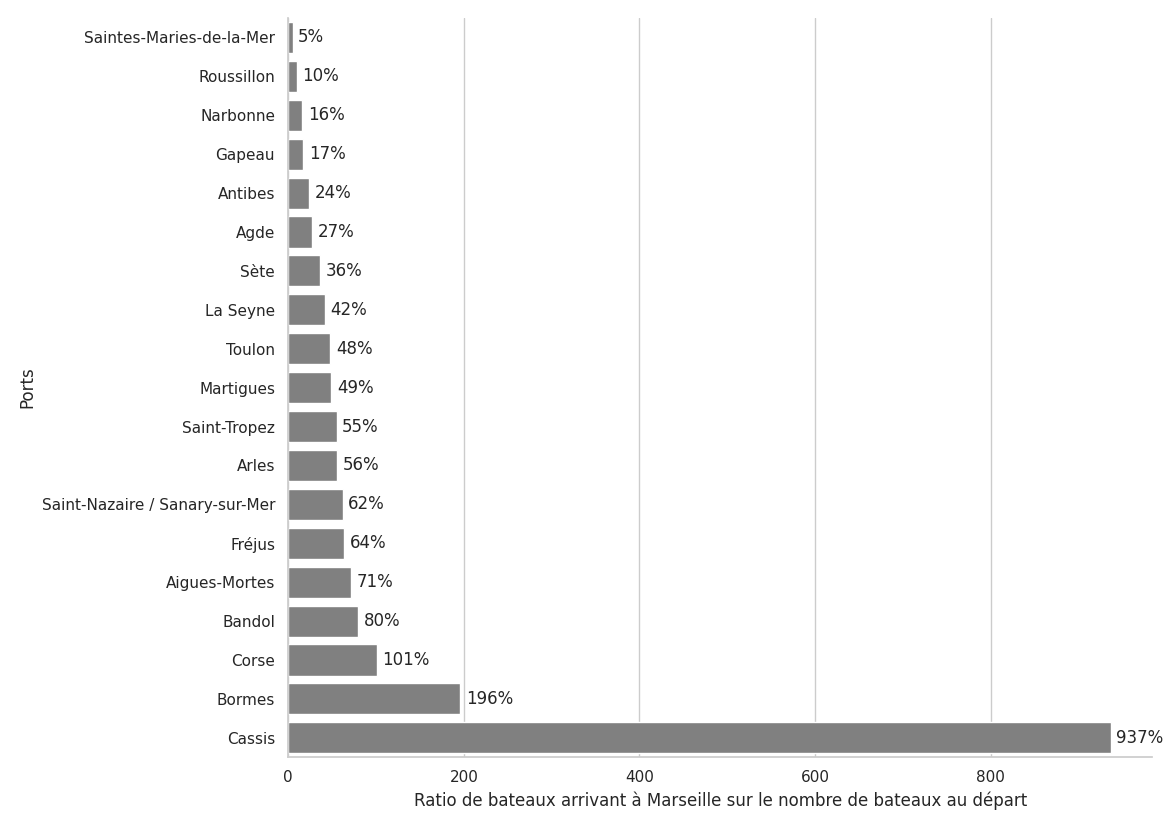 Saintes-Maries-de-la-Mer 5%
Roussillon 10%
Narbonne 16%
Gapeau 17%
Antibes 24%
Agde 27%
Sète 36%
La Seyne 42%
Toulon 48%
Martigues 49%
Saint-Tropez 55%
Arles 56%
Saint-Nazaire / Sanary-sur-Mer 62%
Fréjus 64%
Aigues-Mortes 71%
Bandol 80%
Corse 101%
Bormes 196%
Cassis 937%
Ports
0 200 400 600 800
Ratio de bateaux arrivant à Marseille sur le nombre de bateaux au départ